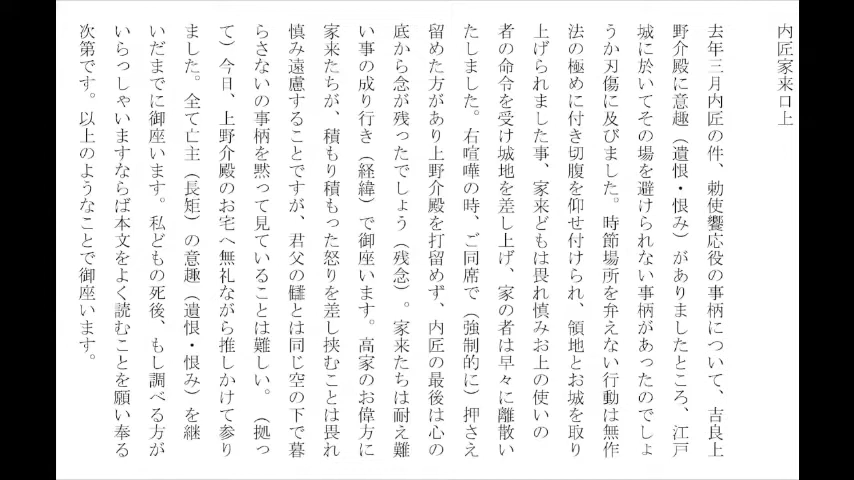 内匠家来口上
去年三月内匠の件、勅使饗応役の事柄について、吉良上
野介殿に意趣（遺恨・恨み）がありましたところ、江戸
城に於いてその場を避けられない事柄があったのでしょ
うか刃傷に及びました。時節場所を弁えない行動は無作
法の極めに付き切腹を仰せ付けられ、領地とお城を取り
上げられました事、家来どもは畏れ慎みお上の使いの
者の命令を受け城地を差し上げ、家の者は早々に離散い
たしました。右喧嘩の時、ご同席で（強制的に）押さえ
留めた方があり上野介殿を打留めず、内匠の最後は心の
底から念が残ったでしょう（残念）。家来たちは耐え難
い事の成り行き（経緯）で御座います。高家のお偉方に
家来たちが、積もり積もった怒りを差し挟むことは畏れ
慎み遠慮することですが、君父の讎とは同じ空の下で暮
らさないの事柄を黙って見ていることは難しい。（拠っ
て）今日、上野介殿のお宅へ無礼ながら推しかけて参り
ました。全て亡主（長矩）の意趣（遺恨・恨み）を継
いだまでに御座います。私どもの死後、もし調べる方が
いらっしゃいますならば本文をよく読むことを願い奉る
次第です。以上のようなことで御座います。